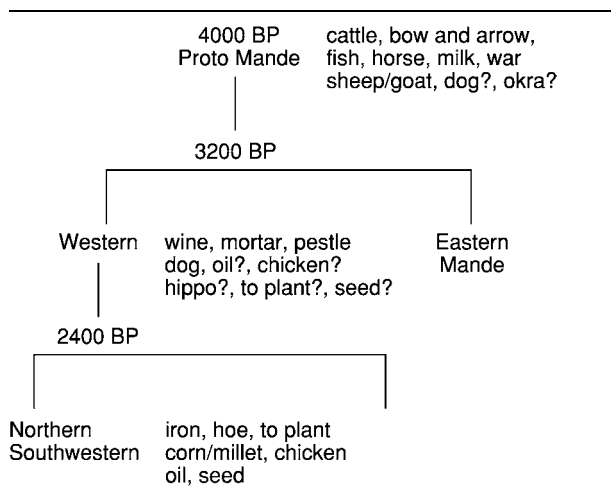 4000 BP
Proto Mande
cattle, bow and arrow,
fish, horse, milk, war
sheep/goat, dog?, okra?
3200 BP
Western
wine, mortar, pestle
dog, oil?, chicken?
hippo?, to plant?, seed?
Eastern
Mande
2400 BP
Northern
Southwestern
iron, hoe, to plant
corn/millet, chicken
oil, seed